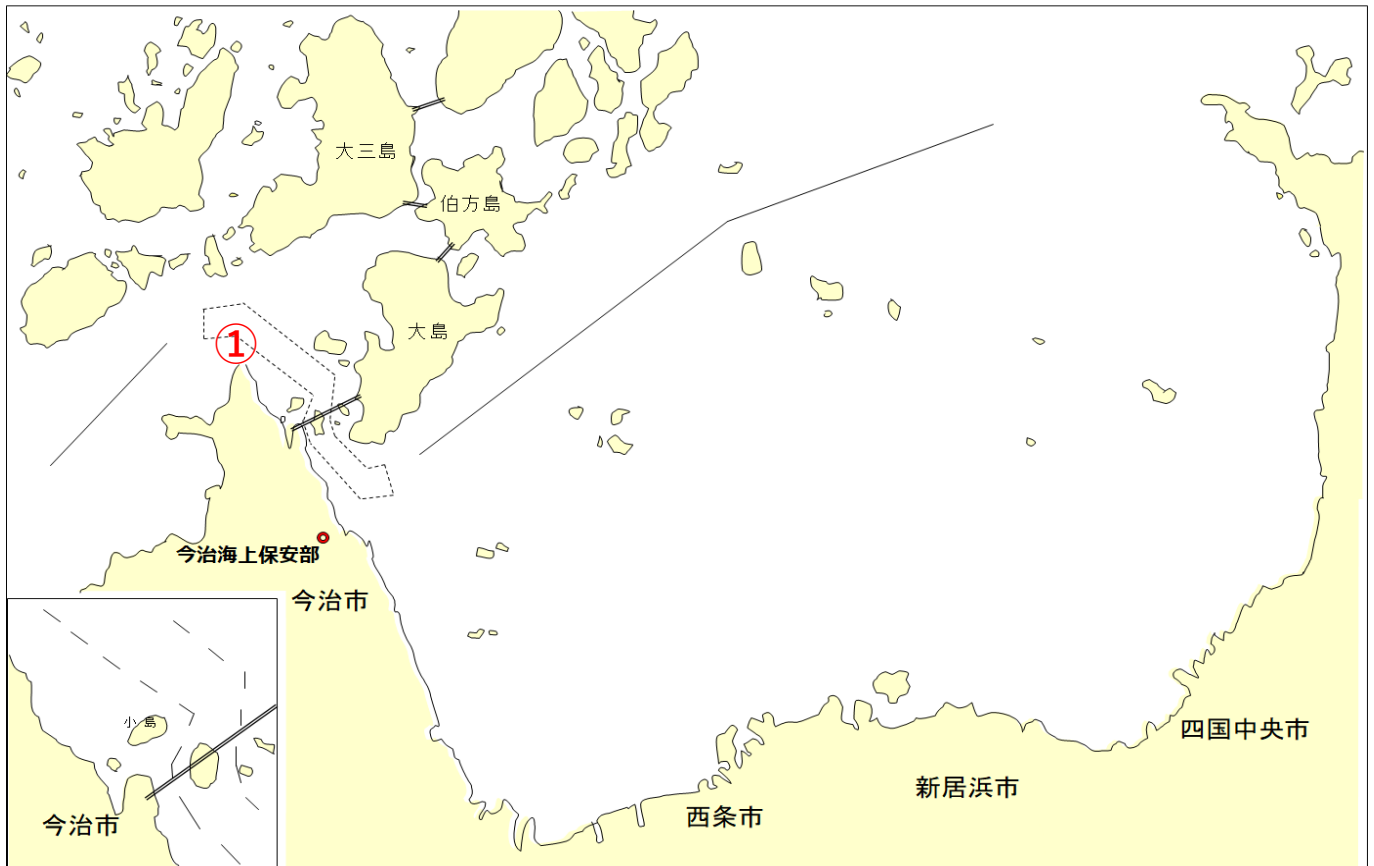 大三島
伯方島
大島
①
今治海上保安部
今治市
小島
今治市
西条市
新居浜市
四国中央市